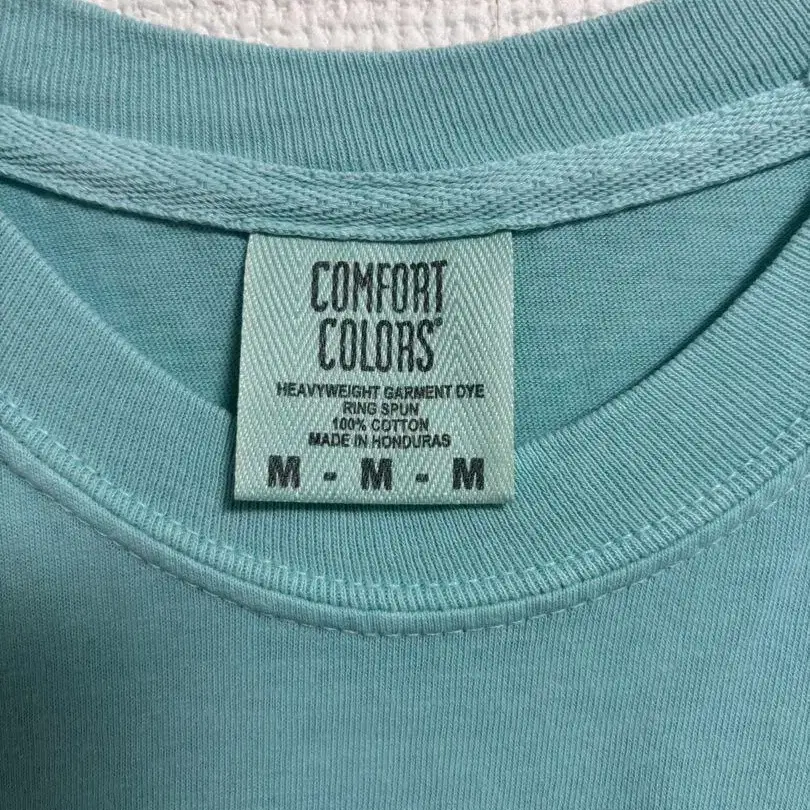 COMFORT
COLORS®
HEAVYWEIGHT GARMENT DYE
RING SPUN
100% COTTON
MADE IN HONDURAS
M - M - M